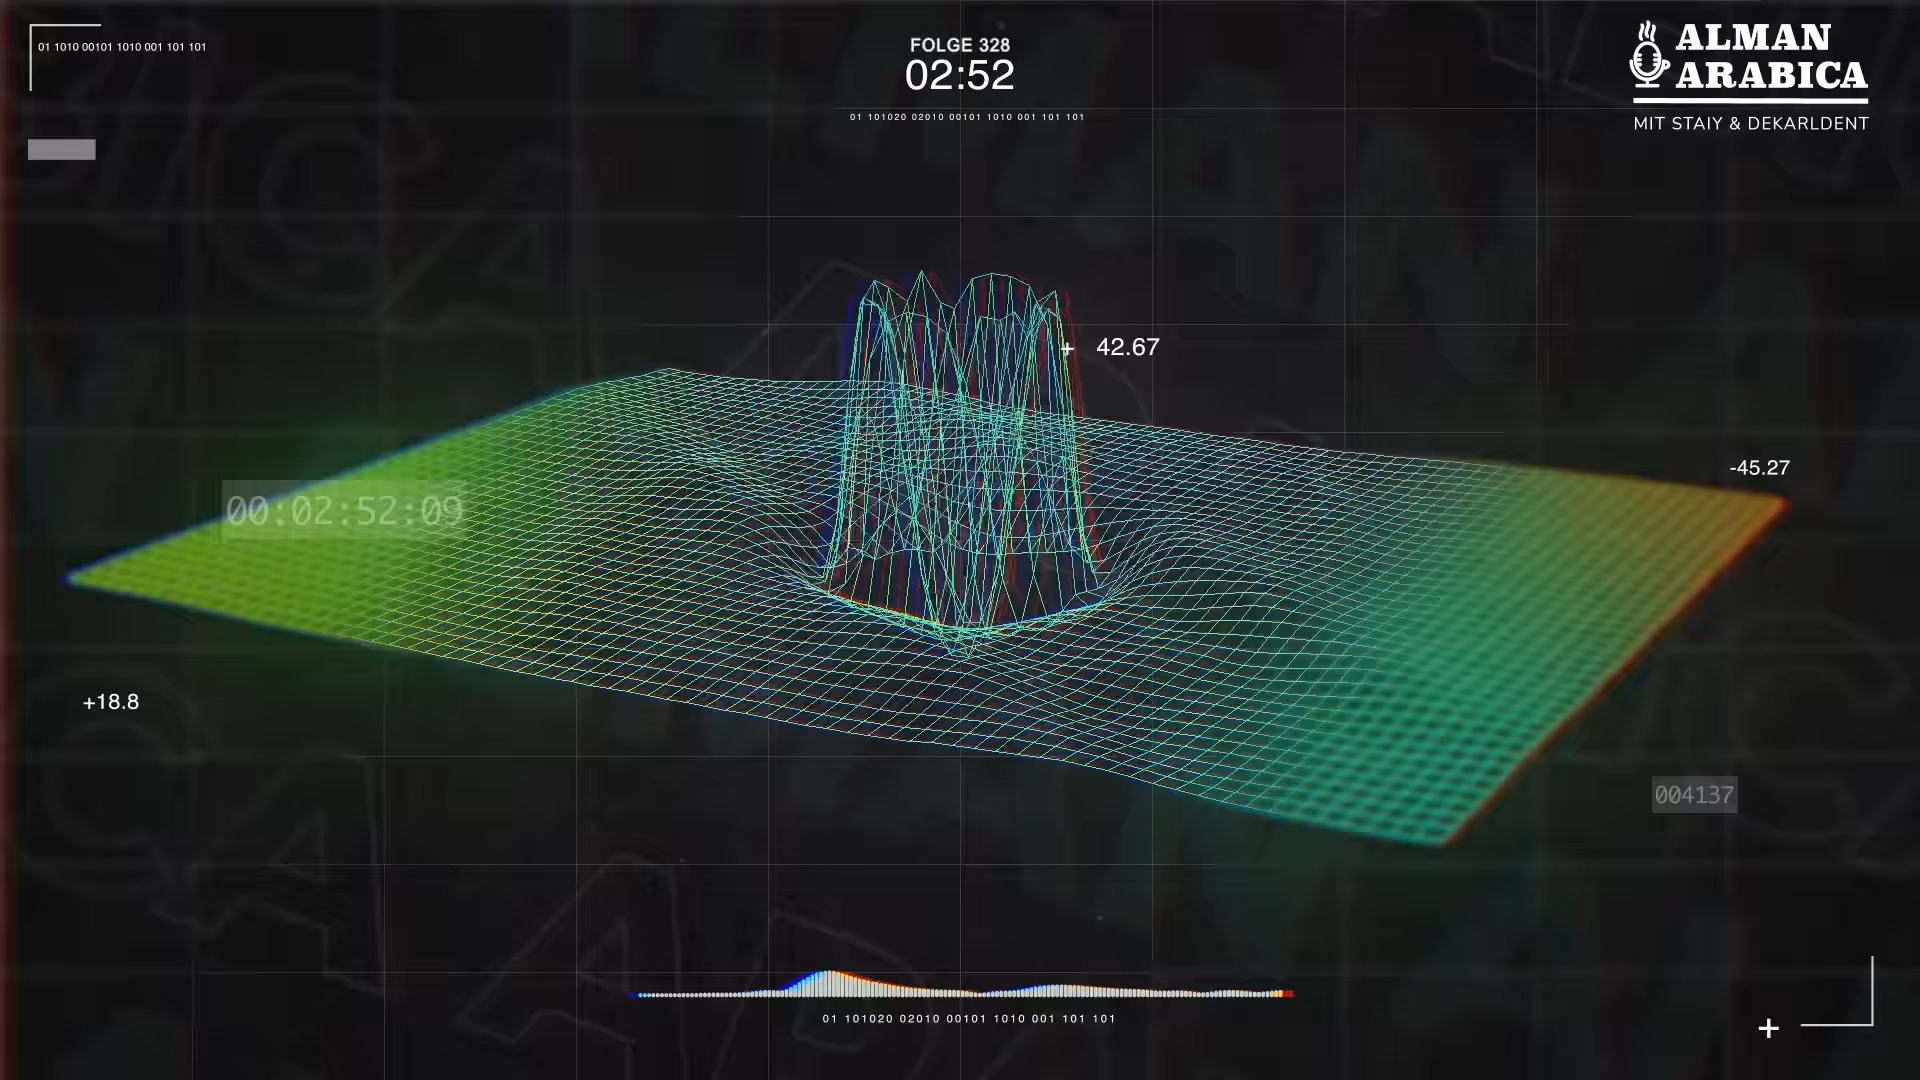 01 1010 00101 1010 001 101 101
FOLGE 328
02:52
01 101020 02010 00101 1010 001 101 101
ALMAN
ARABICA
MIT STAIY & DEKARLDENT
+ 42.67
-45.27
00:02:52:09
+18.8
004137
01 101020 02010 00101 1010 001 101 101
+